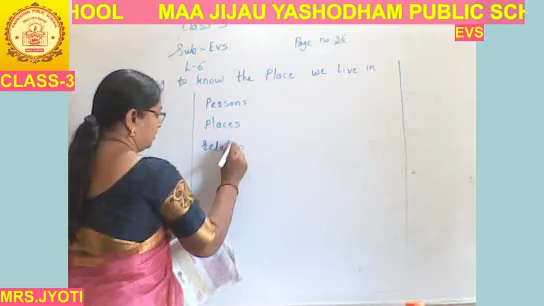 HOOL MAA JIJAU YASHODHAM PUBLIC SCH
EVS
CLASS-3
Sub-Evs Page no 36
L-6
to know the Place we Live in
Persons
Places
MRS.JYOTI